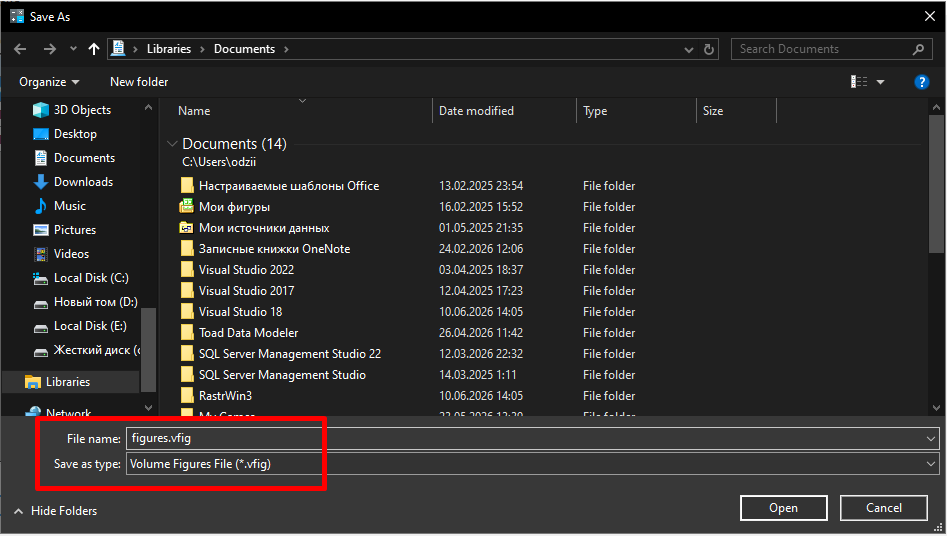 Save As
Libraries
Documents
Search Documents
Organize
New folder
3D Objects
Desktop
Documents
Downloads
Music
Pictures
Videos
Local Disk (C:)
Новый том (D:)
Local Disk (E:)
Жесткий диск (
Libraries
Network
Name Date modified Type Size
Documents (14)
C:\Users\odzii
Настраиваемые шаблоны Office 13.02.2025 23:54 File folder
Мои фигуры 16.02.2025 15:52 File folder
Мои источники данных 01.05.2025 21:35 File folder
Записные книжки OneNote 24.02.2026 12:06 File folder
Visual Studio 2022 03.04.2025 18:37 File folder
Visual Studio 2017 12.04.2025 17:23 File folder
Visual Studio 18 10.06.2026 14:05 File folder
Toad Data Modeler 26.04.2026 11:42 File folder
SQL Server Management Studio 22 12.03.2026 22:32 File folder
SQL Server Management Studio 14.03.2025 1:11 File folder
RastrWin3 10.06.2026 14:05 File folder
File name: figures.vfig
Save as type: Volume Figures File (*.vfig)
Hide Folders
Open
Cancel